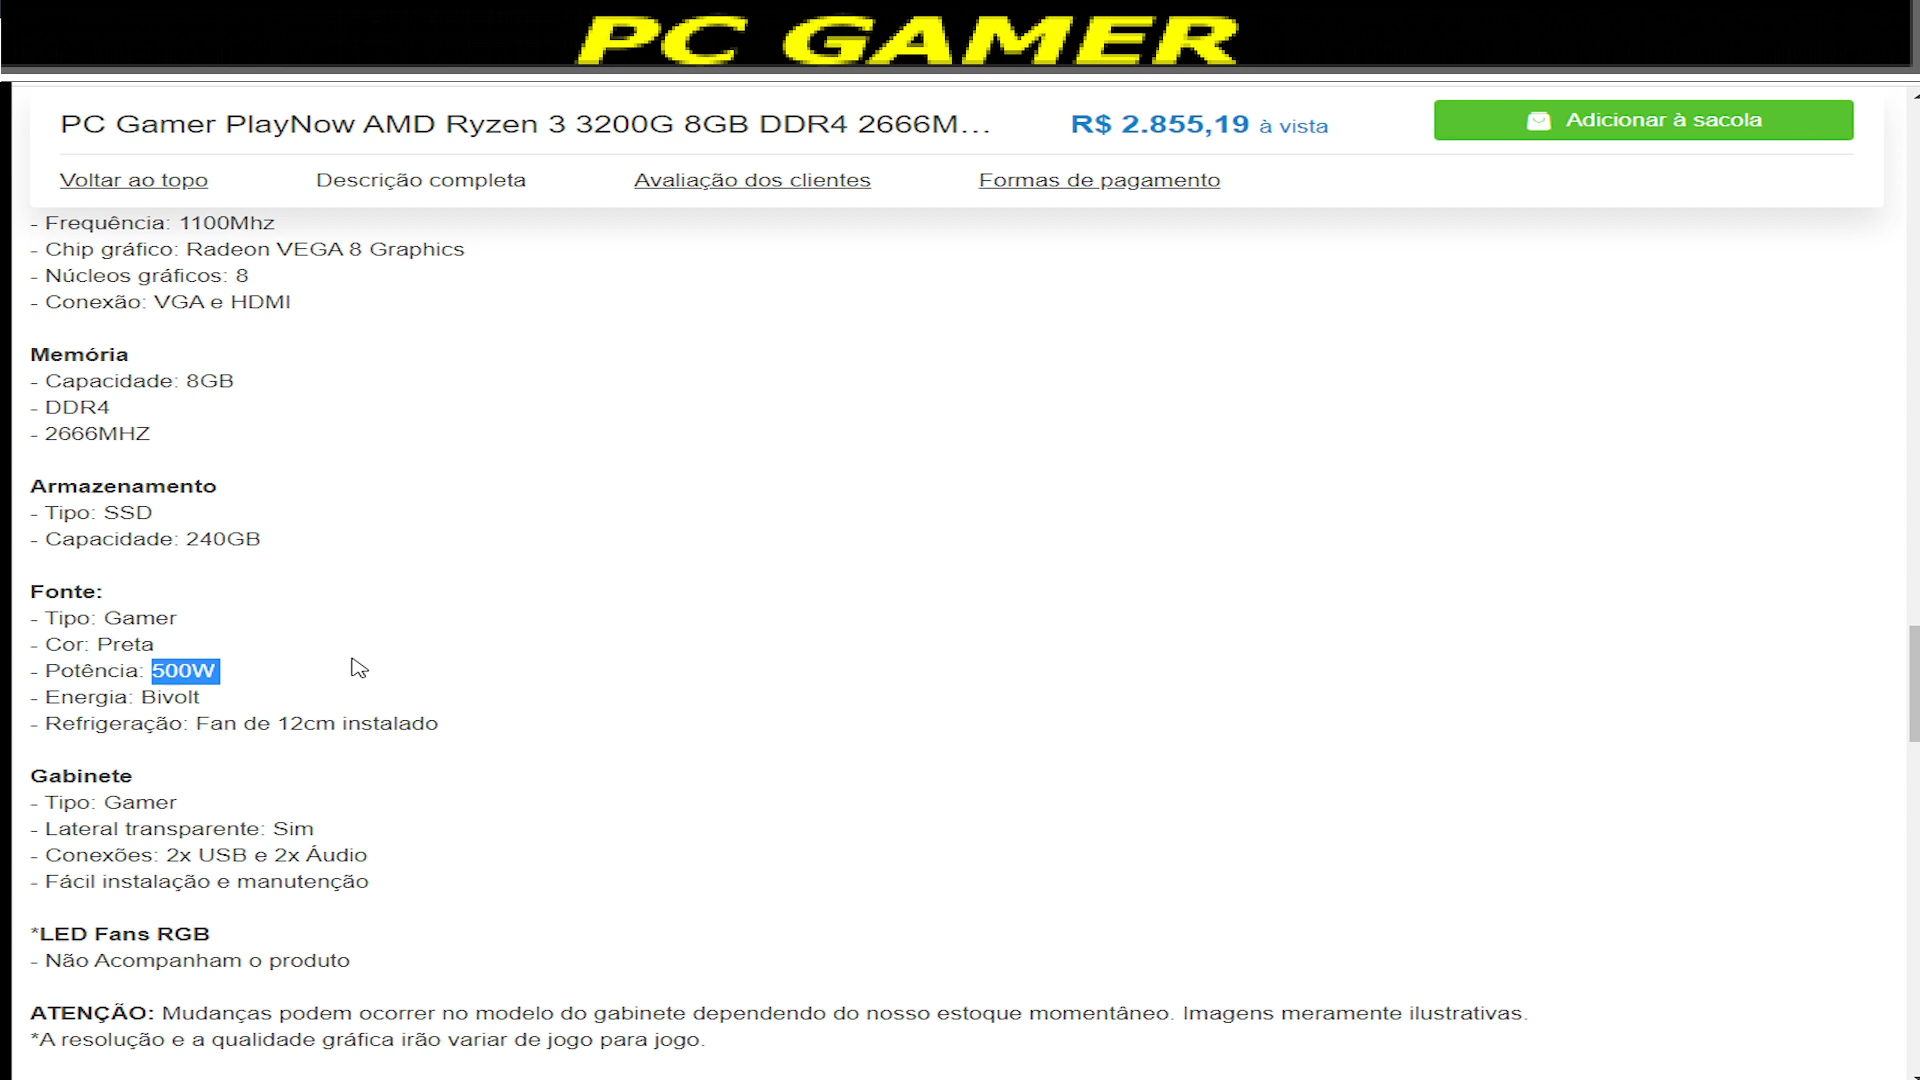 PC GAMER
PC Gamer PlayNow AMD Ryzen 3 3200G 8GB DDR4 2666M...
R$ 2.855,19 à vista
Adicionar à sacola
Voltar ao topo
Descrição completa
Avaliação dos clientes
Formas de pagamento
- Frequência: 1100Mhz
- Chip gráfico: Radeon VEGA 8 Graphics
- Núcleos gráficos: 8
- Conexão: VGA e HDMI
Memória
- Capacidade: 8GB
- DDR4
- 2666MHZ
Armazenamento
- Tipo: SSD
- Capacidade: 240GB
Fonte:
- Tipo: Gamer
- Cor: Preta
- Potência: 500W
- Energia: Bivolt
- Refrigeração: Fan de 12cm instalado
Gabinete
- Tipo: Gamer
- Lateral transparente: Sim
- Conexões: 2x USB e 2x Áudio
- Fácil instalação e manutenção
*LED Fans RGB
- Não Acompanham o produto
ATENÇÃO: Mudanças podem ocorrer no modelo do gabinete dependendo do nosso estoque momentâneo. Imagens meramente ilustrativas.
*A resolução e a qualidade gráfica irão variar de jogo para jogo.